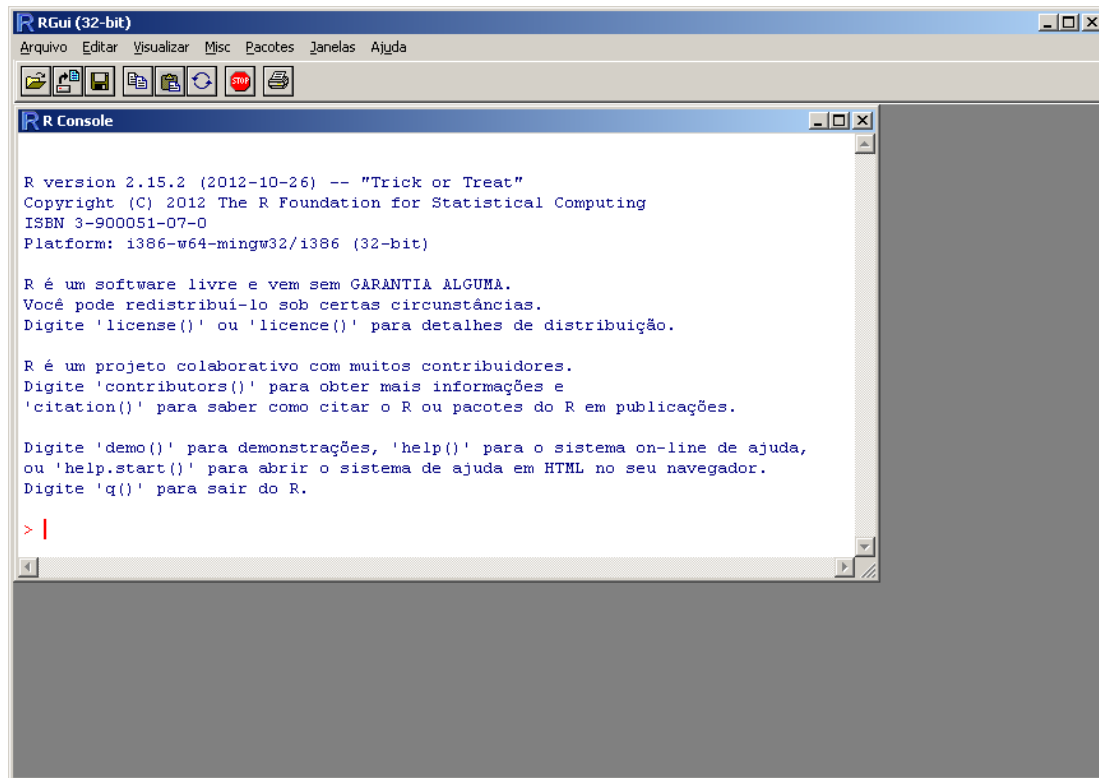 RGui (32-bit)
Arquivo Editar Visualizar Misc Pacotes Janelas Ajuda
STOP
R Console
R version 2.15.2 (2012-10-26) -- "Trick or Treat"
Copyright (C) 2012 The R Foundation for Statistical Computing
ISBN 3-900051-07-0
Platform: i386-w64-mingw32/i386 (32-bit)
R é um software livre e vem sem GARANTIA ALGUMA.
Você pode redistribuí-lo sob certas circunstâncias.
Digite 'license()' ou 'licence()' para detalhes de distribuição.
R é um projeto colaborativo com muitos contribuidores.
Digite 'contributors()' para obter mais informações e
'citation()' para saber como citar o R ou pacotes do R em publicações.
Digite 'demo()' para demonstrações, 'help()' para o sistema on-line de ajuda,
ou 'help.start()' para abrir o sistema de ajuda em HTML no seu navegador.
Digite 'q()' para sair do R.
>